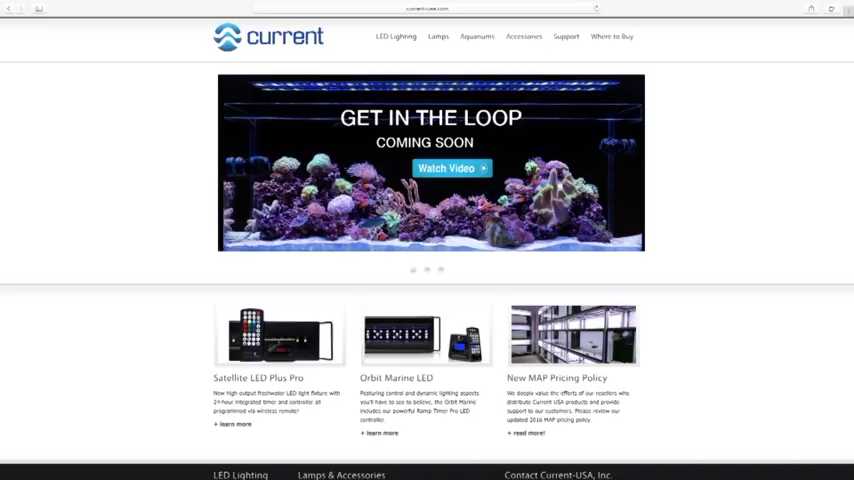 current-usa.com
current
LED Lighting Lamps Aquariums Accessories Support Where to Buy
GET IN THE LOOP
COMING SOON
Watch Video
Satellite LED Plus Pro
New high output freshwater LED light fixture with
24-hour integrated timer and controller all
programmed via wireless remote!
+ learn more
Orbit Marine LED
Featuring control and dynamic lighting aspects
you'll have to see to believe, the Orbit Marine
includes our powerful Ramp Timer Pro LED
controller.
+ learn more
New MAP Pricing Policy
We deeply value the efforts of our resellers who
distribute Current USA products and provide
support to our customers. Please review our
updated 2016 MAP pricing policy.
+ read more!
LED Lighting Lamps & Accessories Contact Current-USA, Inc.